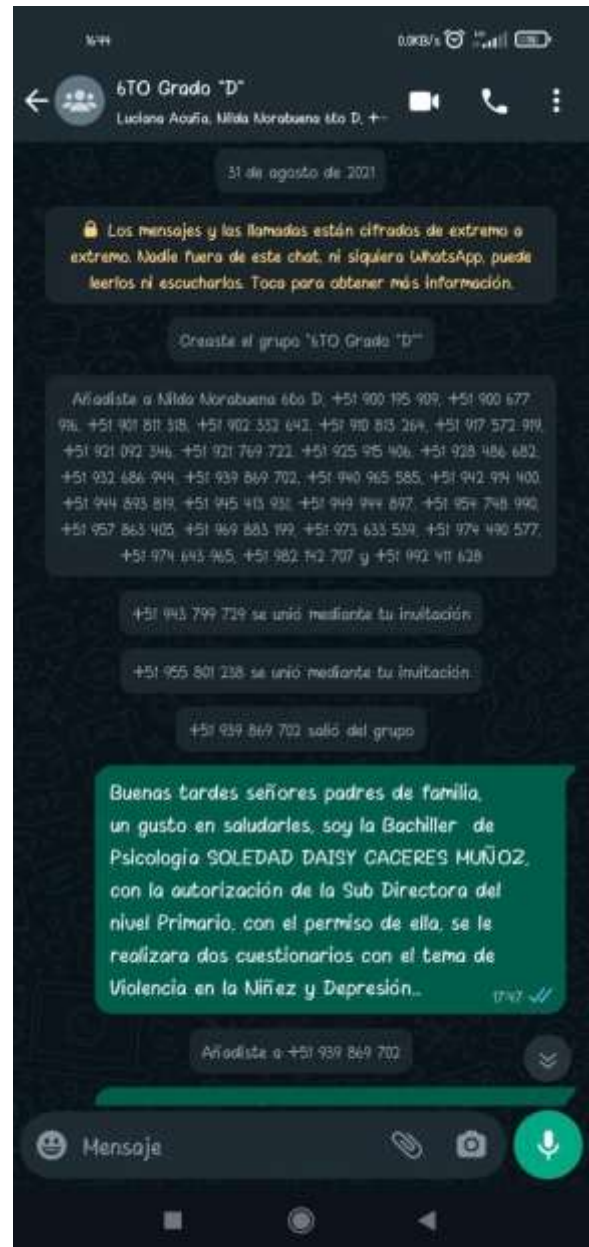 16:44
0.0KB/s
6TO Grado "D"
Luciana Acuña, Nilda Norabuena 6to D, +
31 de agosto de 2021
Los mensajes y las llamadas están cifrados de extremo a
extremo. Nadie fuera de este chat, ni siquiera WhatsApp, puede
leerlos ni escucharlos. Toca para obtener más información.
Creaste el grupo "6TO Grado "D""
Añadiste a Nilda Norabuena 6to D, +51 900 195 909, +51 900 677
916, +51 901 811 318, +51 902 332 642, +51 910 813 264, +51 917 572 919,
+51 921 092 346, +51 921 769 722, +51 925 915 406, +51 928 486 682,
+51 932 686 944, +51 939 869 702, +51 940 965 585, +51 942 914 400,
+51 944 893 819, +51 945 413 931, +51 949 944 897, +51 954 748 990,
+51 957 863 405, +51 969 883 199, +51 973 633 539, +51 974 490 577,
+51 974 643 965, +51 982 142 707 y +51 992 411 628
+51 943 799 729 se unió mediante tu invitación
+51 955 801 238 se unió mediante tu invitación
+51 939 869 702 salió del grupo
Buenas tardes señores padres de familia,
un gusto en saludarles, soy la Bachiller de
Psicología SOLEDAD DAISY CACERES MUÑOZ,
con la autorización de la Sub Directora del
nivel Primario, con el permiso de ella, se le
realizara dos cuestionarios con el tema de
Violencia en la Niñez y Depresión...
17:47
Añadiste a +51 939 869 702
Mensaje